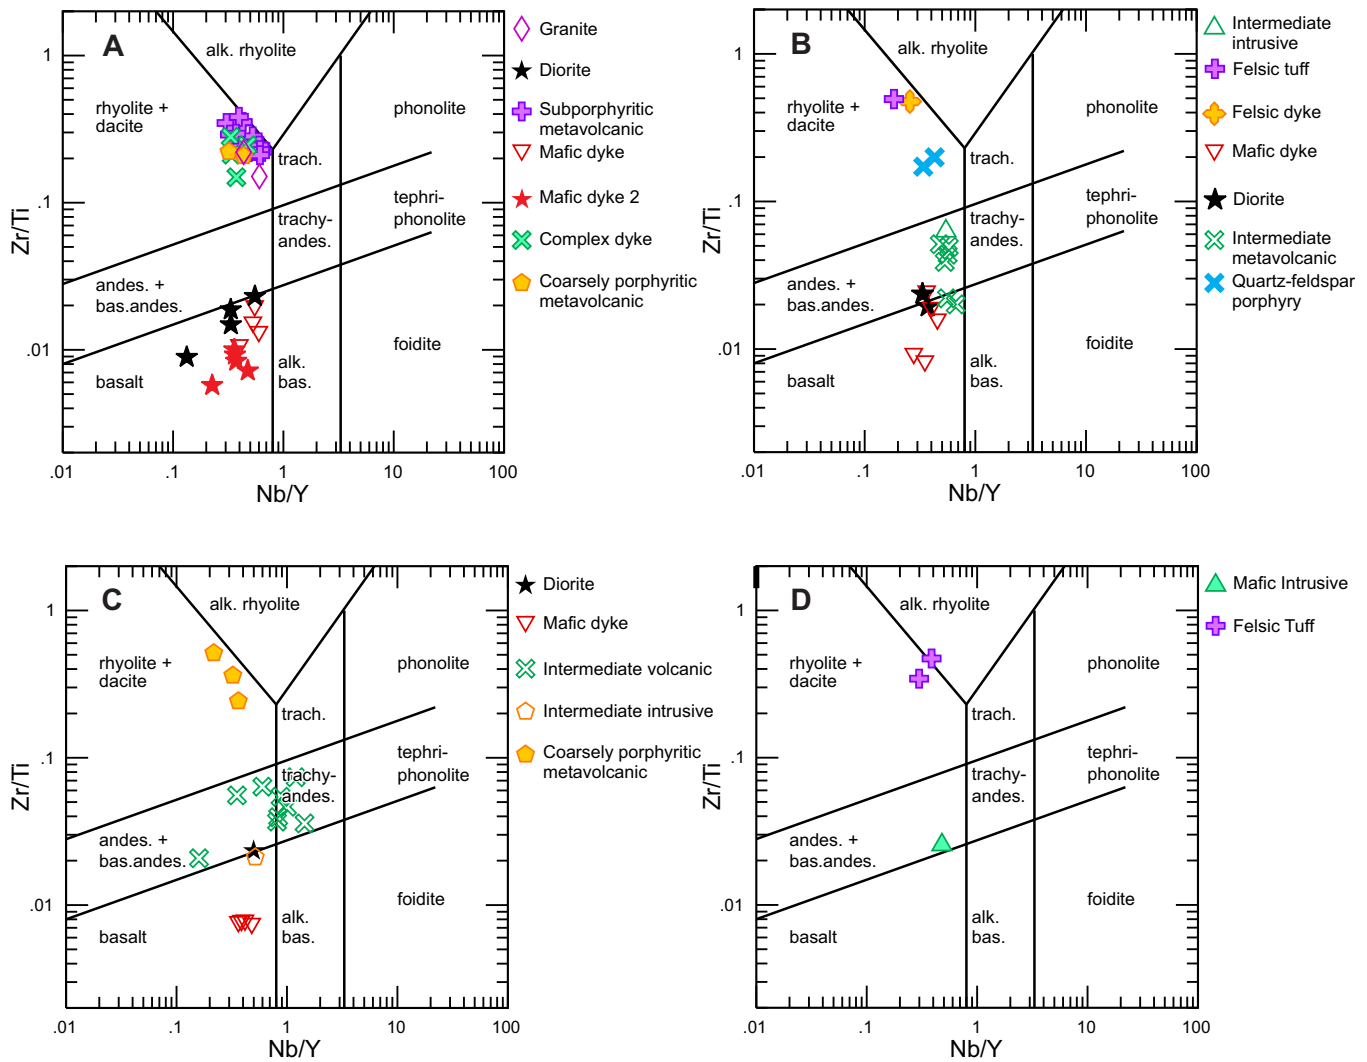 A
alk. rhyolite
rhyolite +
dacite
phonolite
trach.
tephri-
phonolite
trachy-
andes.
andes. +
bas.andes.
foidite
basalt
alk.
bas.
1
.1
.01
Zr/Ti
.01
.1
1
10
100
Nb/Y
Granite
Diorite
Subporphyritic
metavolcanic
Mafic dyke
Mafic dyke 2
Complex dyke
Coarsely porphyritic
metavolcanic
B
alk. rhyolite
rhyolite +
dacite
phonolite
trach.
tephri-
phonolite
trachy-
andes.
andes. +
bas.andes.
foidite
basalt
alk.
bas.
1
.1
.01
Zr/Ti
.01
.1
1
10
100
Nb/Y
Intermediate
intrusive
Felsic tuff
Felsic dyke
Mafic dyke
Diorite
Intermediate
metavolcanic
Quartz-feldspar
porphyry
C
alk. rhyolite
rhyolite +
dacite
phonolite
trach.
tephri-
phonolite
trachy-
andes.
andes. +
bas.andes.
foidite
basalt
alk.
bas.
1
.1
.01
Zr/Ti
.01
.1
1
10
100
Nb/Y
Diorite
Mafic dyke
Intermediate volcanic
Intermediate intrusive
Coarsely porphyritic
metavolcanic
D
alk. rhyolite
rhyolite +
dacite
phonolite
trach.
tephri-
phonolite
trachy-
andes.
andes. +
bas.andes.
foidite
basalt
alk.
bas.
1
.1
.01
Zr/Ti
.01
.1
1
10
100
Nb/Y
Mafic Intrusive
Felsic Tuff